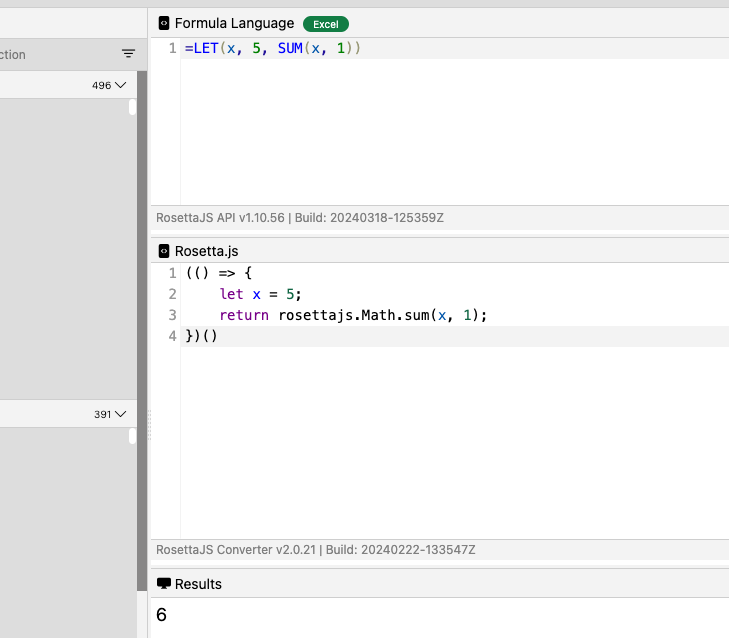 ction
496
391
Formula Language Excel
1 =LET(x, 5, SUM(x, 1))
RosettaJS API v1.10.56 | Build: 20240318-125359Z
Rosetta.js
1 (() => {
2     let x = 5;
3     return rosettajs.Math.sum(x, 1);
4 })()
RosettaJS Converter v2.0.21 | Build: 20240222-133547Z
Results
6